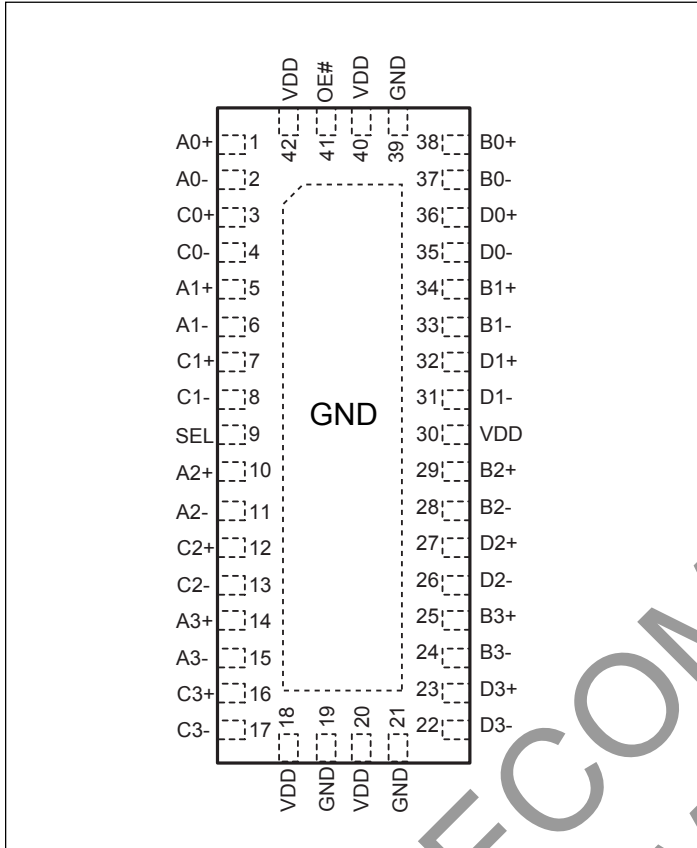 VDD OE# VDD GND
42 41 40 39
A0+ 1 38 B0+
A0- 2 37 B0-
C0+ 3 36 D0+
C0- 4 35 D0-
A1+ 5 34 B1+
A1- 6 33 B1-
C1+ 7 32 D1+
C1- 8 31 D1-
GND
SEL 9 30 VDD
A2+ 10 29 B2+
A2- 11 28 B2-
C2+ 12 27 D2+
C2- 13 26 D2-
A3+ 14 25 B3+
A3- 15 24 B3-
C3+ 16 23 D3+
C3- 17 22 D3-
18 19 20 21
VDD GND VDD GND
ECO